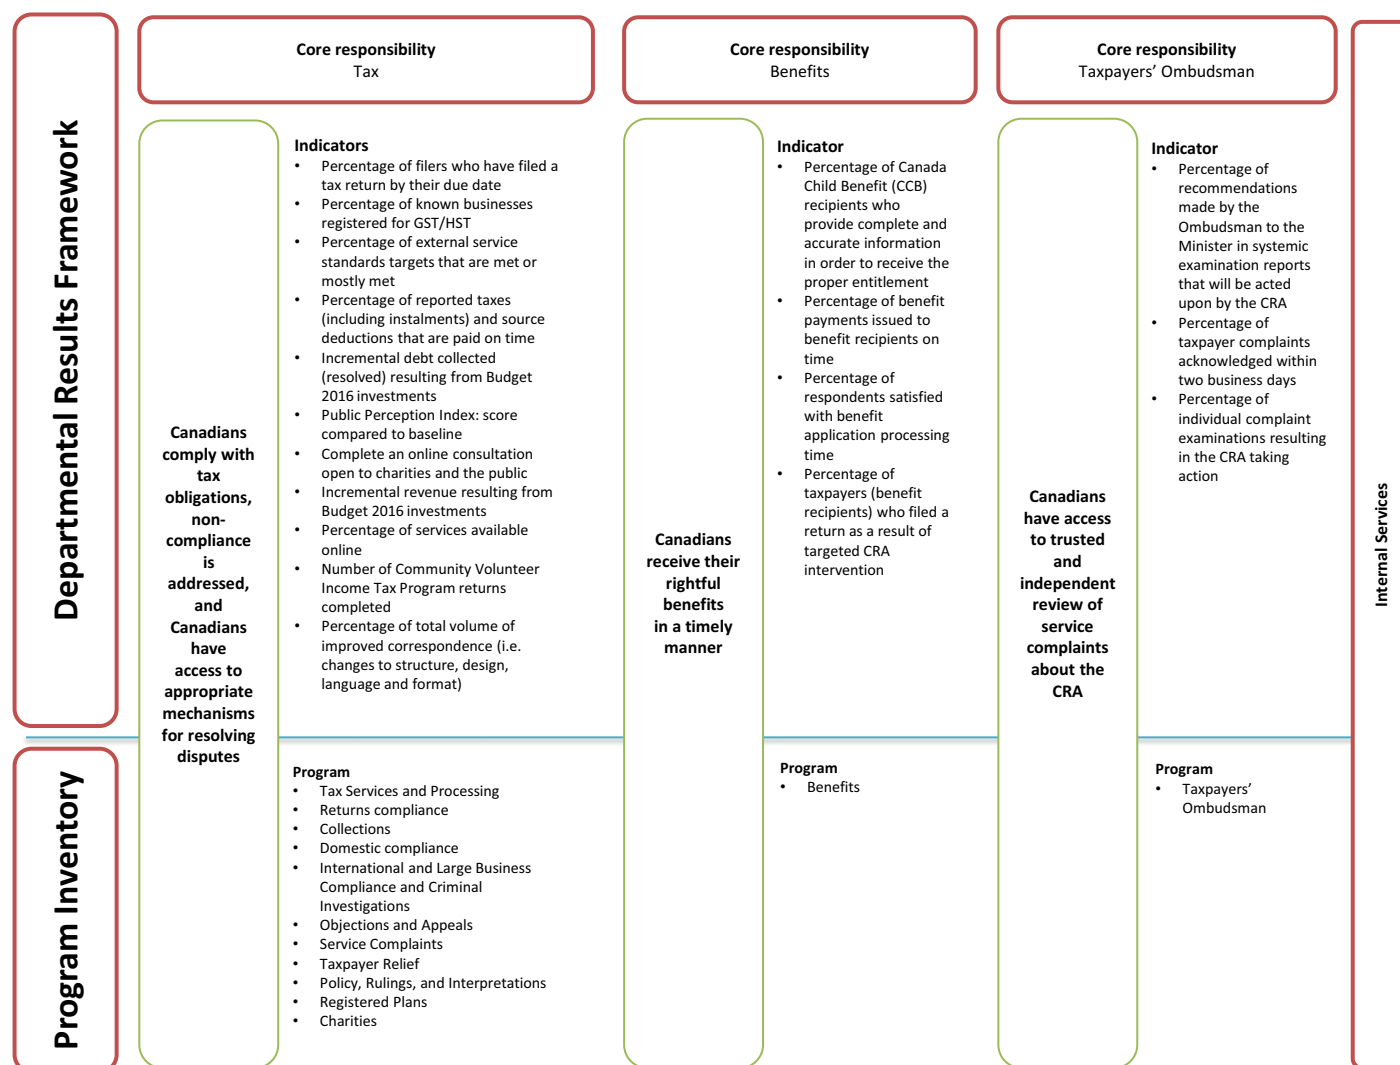 Departmental Results Framework
Core responsibility
Tax
Canadians
comply with
tax
obligations,
non-
compliance
is
addressed,
and
Canadians
have
access to
appropriate
mechanisms
for resolving
disputes
Indicators
• Percentage of filers who have filed a
tax return by their due date
• Percentage of known businesses
registered for GST/HST
• Percentage of external service
standards targets that are met or
mostly met
• Percentage of reported taxes
(including instalments) and source
deductions that are paid on time
• Incremental debt collected
(resolved) resulting from Budget
2016 investments
• Public Perception Index: score
compared to baseline
• Complete an online consultation
open to charities and the public
• Incremental revenue resulting from
Budget 2016 investments
• Percentage of services available
online
• Number of Community Volunteer
Income Tax Program returns
completed
• Percentage of total volume of
improved correspondence (i.e.
changes to structure, design,
language and format)
Core responsibility
Benefits
Canadians
receive their
rightful
benefits
in a timely
manner
Indicator
• Percentage of Canada
Child Benefit (CCB)
recipients who
provide complete and
accurate information
in order to receive the
proper entitlement
• Percentage of benefit
payments issued to
benefit recipients on
time
• Percentage of
respondents satisfied
with benefit
application processing
time
• Percentage of
taxpayers (benefit
recipients) who filed a
return as a result of
targeted CRA
intervention
Core responsibility
Taxpayers' Ombudsman
Canadians
have access
to trusted
and
independent
review of
service
complaints
about the
CRA
Indicator
• Percentage of
recommendations
made by the
Ombudsman to the
Minister in systemic
examination reports
that will be acted
upon by the CRA
• Percentage of
taxpayer complaints
acknowledged within
two business days
• Percentage of
individual complaint
examinations resulting
in the CRA taking
action
Internal Services
Program Inventory
Program
• Tax Services and Processing
• Returns compliance
• Collections
• Domestic compliance
• International and Large Business
Compliance and Criminal
Investigations
• Objections and Appeals
• Service Complaints
• Taxpayer Relief
• Policy, Rulings, and Interpretations
• Registered Plans
• Charities
Program
• Benefits
Program
• Taxpayers'
Ombudsman